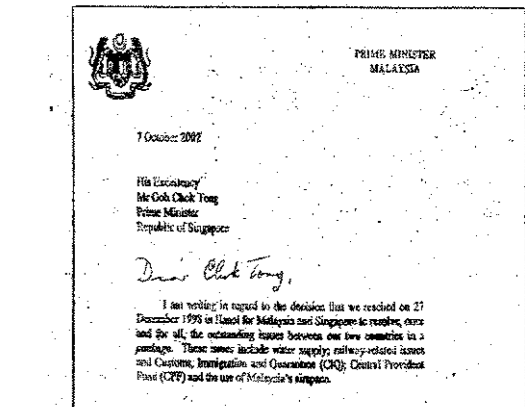 PRIME MINISTER
MALAYSIA
7 October 2002
His Excellency
Mr Goh Chok Tong
Prime Minister
Republic of Singapore
Dear Chok Tong,
I am writing in regard to the decision that we reached on 27
December 1998 in Hanoi for Malaysia and Singapore to resolve, once
and for all, the outstanding issues between our two countries in a
package. These issues include water supply; railway-related issues
and Customs, Immigration and Quarantine (CIQ); Central Provident
Fund (CPF) and the use of Malaysia's airspace.